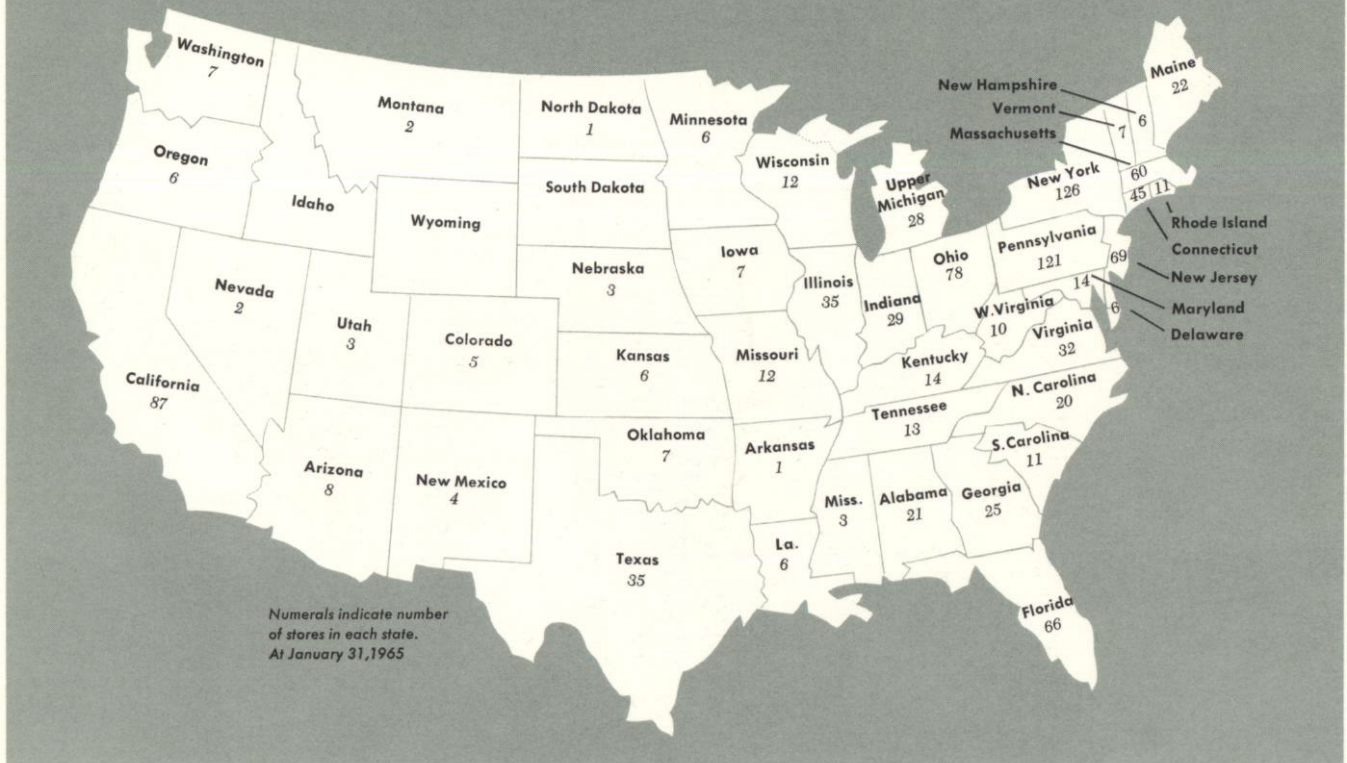 Washington
7
Montana
2
North Dakota
1
Minnesota
6
Oregon
6
Idaho
Wyoming
South Dakota
Wisconsin
12
Upper
Michigan
28
New Hampshire
6
Vermont
7
Massachusetts
60
Maine
22
New York
126
45
11
Rhode Island
Connecticut
Nevada
2
Utah
3
Colorado
5
Nebraska
3
Iowa
7
Illinois
35
Indiana
29
Ohio
78
Pennsylvania
121
69
New Jersey
14
Maryland
6
Delaware
W. Virginia
10
Virginia
32
California
87
Kansas
6
Missouri
12
Kentucky
14
Tennessee
13
N. Carolina
20
S. Carolina
11
Arizona
8
New Mexico
4
Oklahoma
7
Arkansas
1
Miss.
3
Alabama
21
Georgia
25
Texas
35
La.
6
Florida
66
Numerals indicate number
of stores in each state.
At January 31,1965